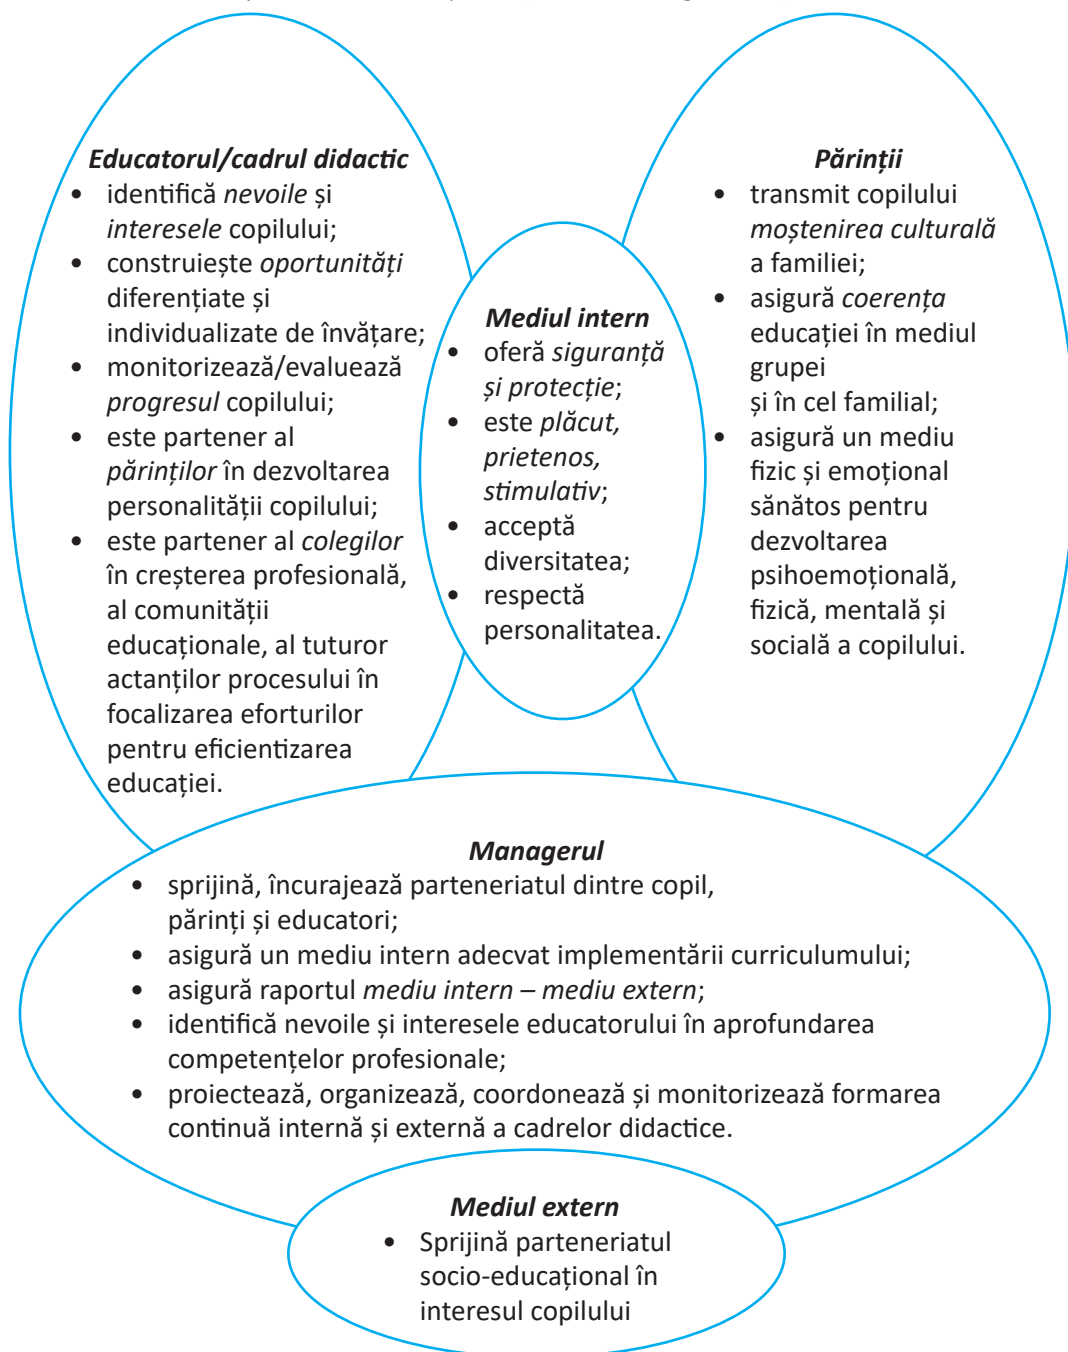 Educatorul/cadrul didactic
• identifică nevoile și
interesele copilului;
• construiește oportunități
diferențiate și
individualizate de învățare;
• monitorizează/evaluează
progresul copilului;
• este partener al
părinților în dezvoltarea
personalității copilului;
• este partener al colegilor
în creșterea profesională,
al comunității
educaționale, al tuturor
actanților procesului în
focalizarea eforturilor
pentru eficientizarea
educației.
Mediul intern
• oferă siguranță
și protecție;
• este plăcut,
prietenos,
stimulativ;
• acceptă
diversitatea;
• respectă
personalitatea.
Părinții
• transmit copilului
moștenirea culturală
a familiei;
• asigură coerența
educației în mediul
grupei
și în cel familial;
• asigură un mediu
fizic și emoțional
sănătos pentru
dezvoltarea
psihoemoțională,
fizică, mentală și
socială a copilului.
Managerul
• sprijină, încurajează parteneriatul dintre copil,
părinți și educatori;
• asigură un mediu intern adecvat implementării curriculumului;
• asigură raportul mediu intern – mediu extern;
• identifică nevoile și interesele educatorului în aprofundarea
competențelor profesionale;
• proiectează, organizează, coordonează și monitorizează formarea
continuă internă și externă a cadrelor didactice.
Mediul extern
• Sprijină parteneriatul
socio-educațional în
interesul copilului